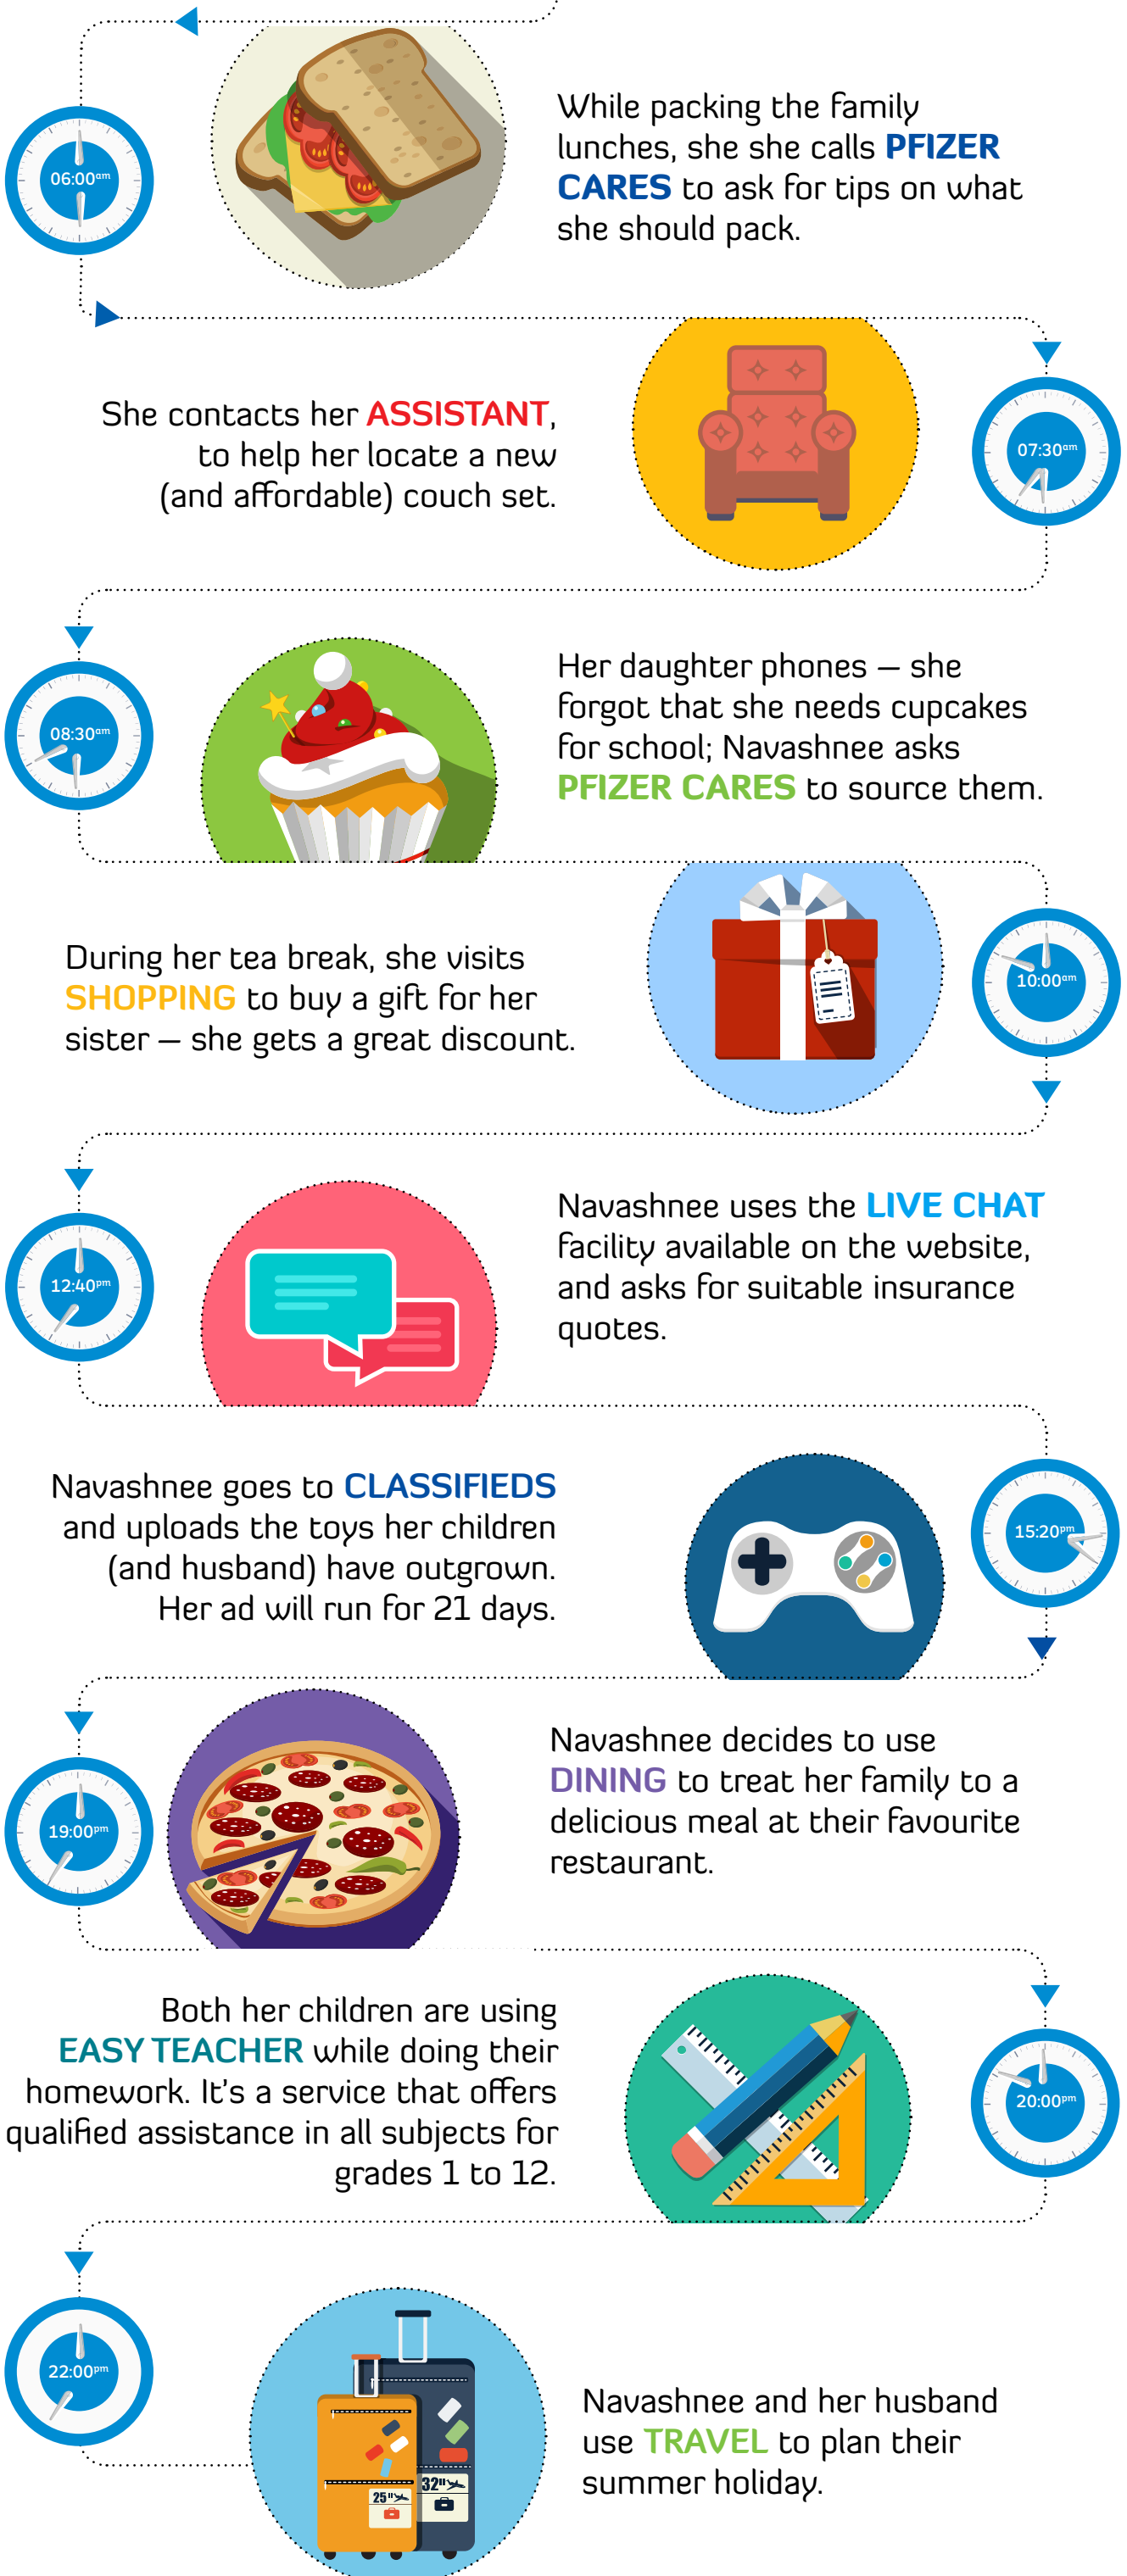 06:00am
While packing the family
lunches, she she calls PFIZER
CARES to ask for tips on what
she should pack.
She contacts her ASSISTANT,
to help her locate a new
(and affordable) couch set.
07:30am
08:30am
Her daughter phones – she
forgot that she needs cupcakes
for school; Navashnee asks
PFIZER CARES to source them.
During her tea break, she visits
SHOPPING to buy a gift for her
sister – she gets a great discount.
10:00am
12:40pm
Navashnee uses the LIVE CHAT
facility available on the website,
and asks for suitable insurance
quotes.
Navashnee goes to CLASSIFIEDS
and uploads the toys her children
(and husband) have outgrown.
Her ad will run for 21 days.
15:20pm
19:00pm
Navashnee decides to use
DINING to treat her family to a
delicious meal at their favourite
restaurant.
Both her children are using
EASY TEACHER while doing their
homework. It's a service that offers
qualified assistance in all subjects for
grades 1 to 12.
20:00pm
22:00pm
32"
25"
Navashnee and her husband
use TRAVEL to plan their
summer holiday.